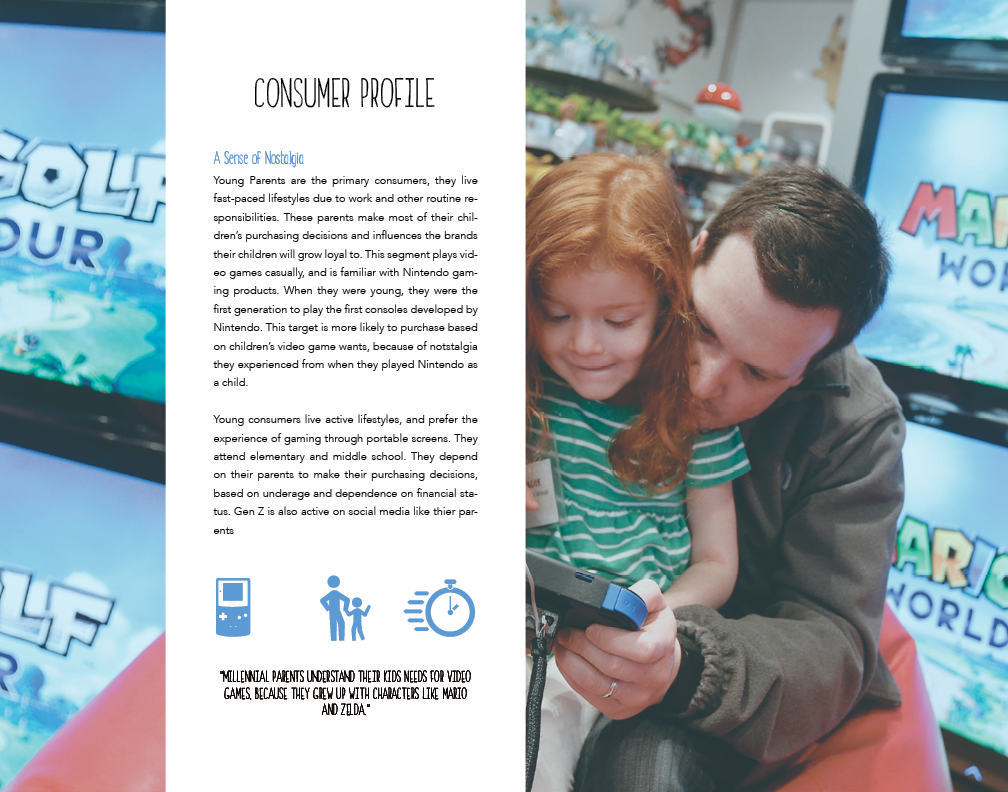 CONSUMER PROFILE
A Sense of Nostalgia
Young Parents are the primary consumers, they live
fast-paced lifestyles due to work and other routine re-
sponsibilities. These parents make most of their chil-
dren's purchasing decisions and influences the brands
their children will grow loyal to. This segment plays vid-
eo games casually, and is familiar with Nintendo gam-
ing products. When they were young, they were the
first generation to play the first consoles developed by
Nintendo. This target is more likely to purchase based
on children's video game wants, because of notstalgia
they experienced from when they played Nintendo as
a child.
Young consumers live active lifestyles, and prefer the
experience of gaming through portable screens. They
attend elementary and middle school. They depend
on their parents to make their purchasing decisions,
based on underage and dependence on financial sta-
tus. Gen Z is also active on social media like thier par-
ents
"MILLENNIAL PARENTS UNDERSTAND THEIR KIDS NEEDS FOR VIDEO
GAMES, BECAUSE THEY GREW UP WITH CHARACTERS LIKE MARIO
AND ZELDA."
GOLF
OUR
LF
R
MAR
WOR
MARIO
WORLD